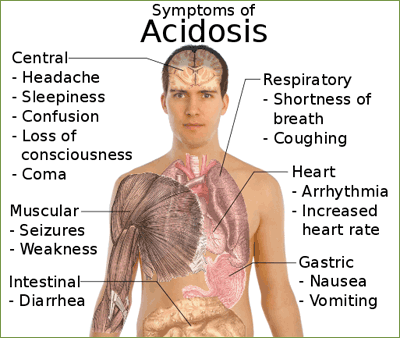 Symptoms of
Acidosis
Central
- Headache
- Sleepiness
- Confusion
- Loss of
consciousness
- Coma
Muscular
- Seizures
- Weakness
Intestinal
- Diarrhea
Respiratory
- Shortness of
breath
- Coughing
Heart
- Arrhythmia
- Increased
heart rate
Gastric
- Nausea
- Vomiting